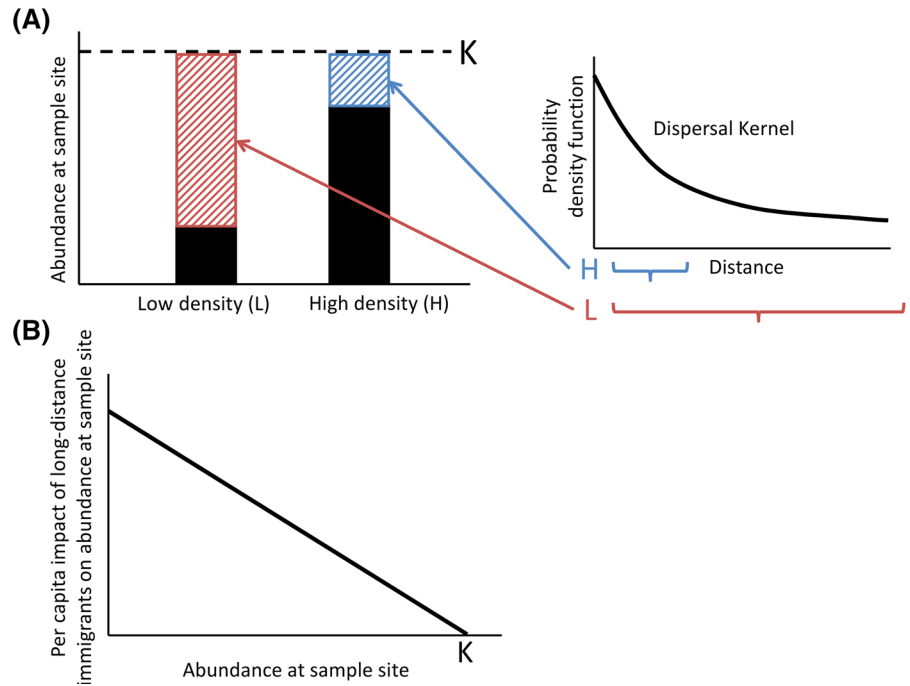 (A)
K
Abundance at sample site
Low density (L)
High density (H)
Probability
density function
Dispersal Kernel
H
Distance
L
(B)
Per capita impact of long-distance
immigrants on abundance at sample site
K
Abundance at sample site